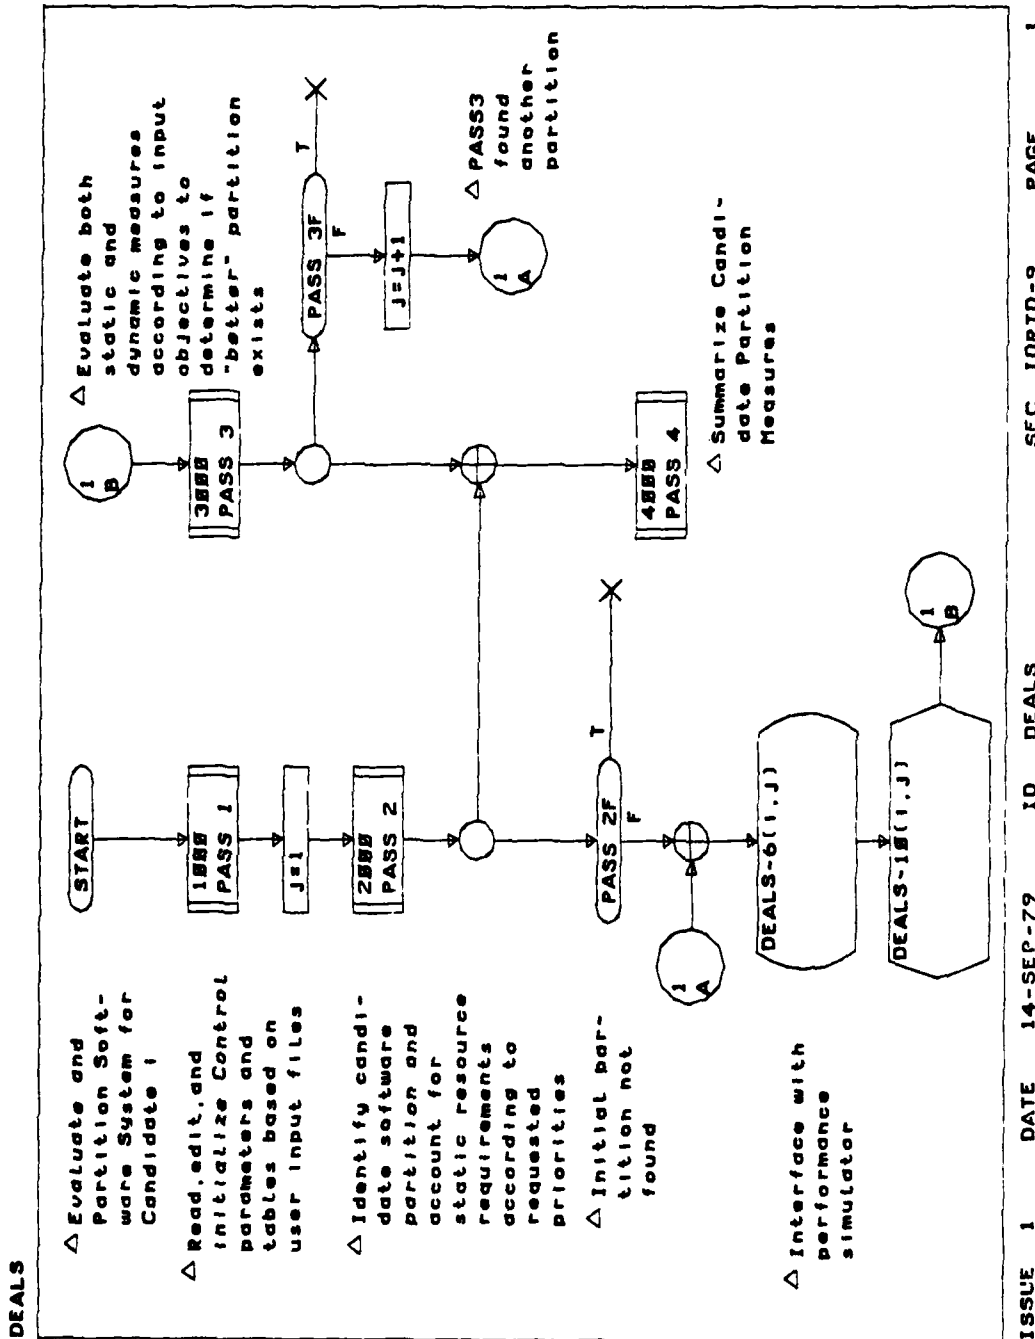 DEALS
△ Evaluate and
Partition Soft-
ware System for
Candidate i
START
△ Read,edit,and
initialize Control
parameters and
tables based on
user input files
1000
PASS 1
J=1
△ Identify candi-
date software
partition and
account for
static resource
requirements
according to
requested
priorities
2000
PASS 2
△ Initial par-
tition not
found
PASS 2F
T
F
1
A
△ Interface with
performance
simulator
DEALS-6(i,J)
DEALS-10(i,J)
1
B
1
B
△ Evaluate both
static and
dynamic measures
according to input
objectives to
determine if
"better" partition
exists
3000
PASS 3
PASS 3F
T
F
J=J+1
1
A
△ PASS3
found
another
partition
4000
PASS 4
△ Summarize Candi-
date Partition
Measures
ISSUE 1 DATE 14-SEP-79 ID DEALS SEC IORTD-9 PAGE 1